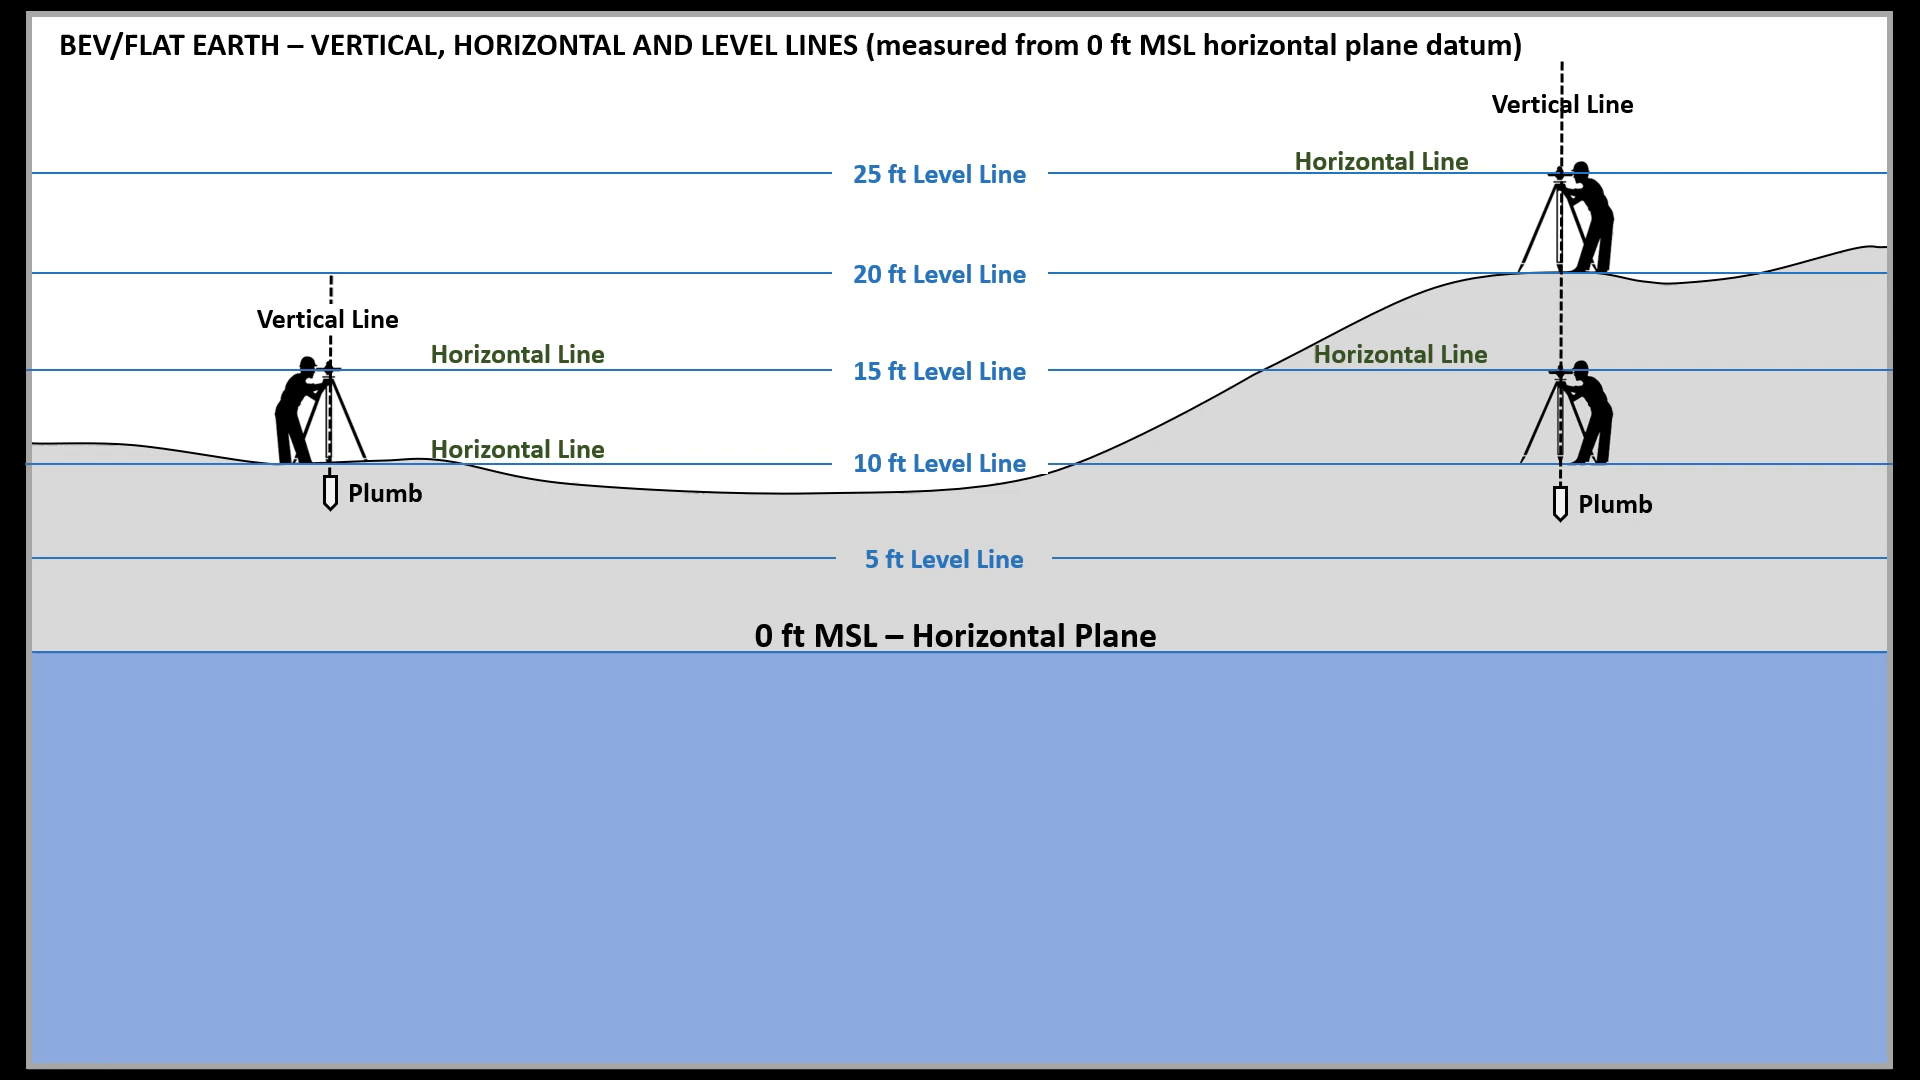 BEV/FLAT EARTH – VERTICAL, HORIZONTAL AND LEVEL LINES (measured from 0 ft MSL horizontal plane datum)
Vertical Line
Horizontal Line
25 ft Level Line
20 ft Level Line
Vertical Line
Horizontal Line
Horizontal Line
15 ft Level Line
Horizontal Line
10 ft Level Line
Plumb
Plumb
5 ft Level Line
0 ft MSL – Horizontal Plane